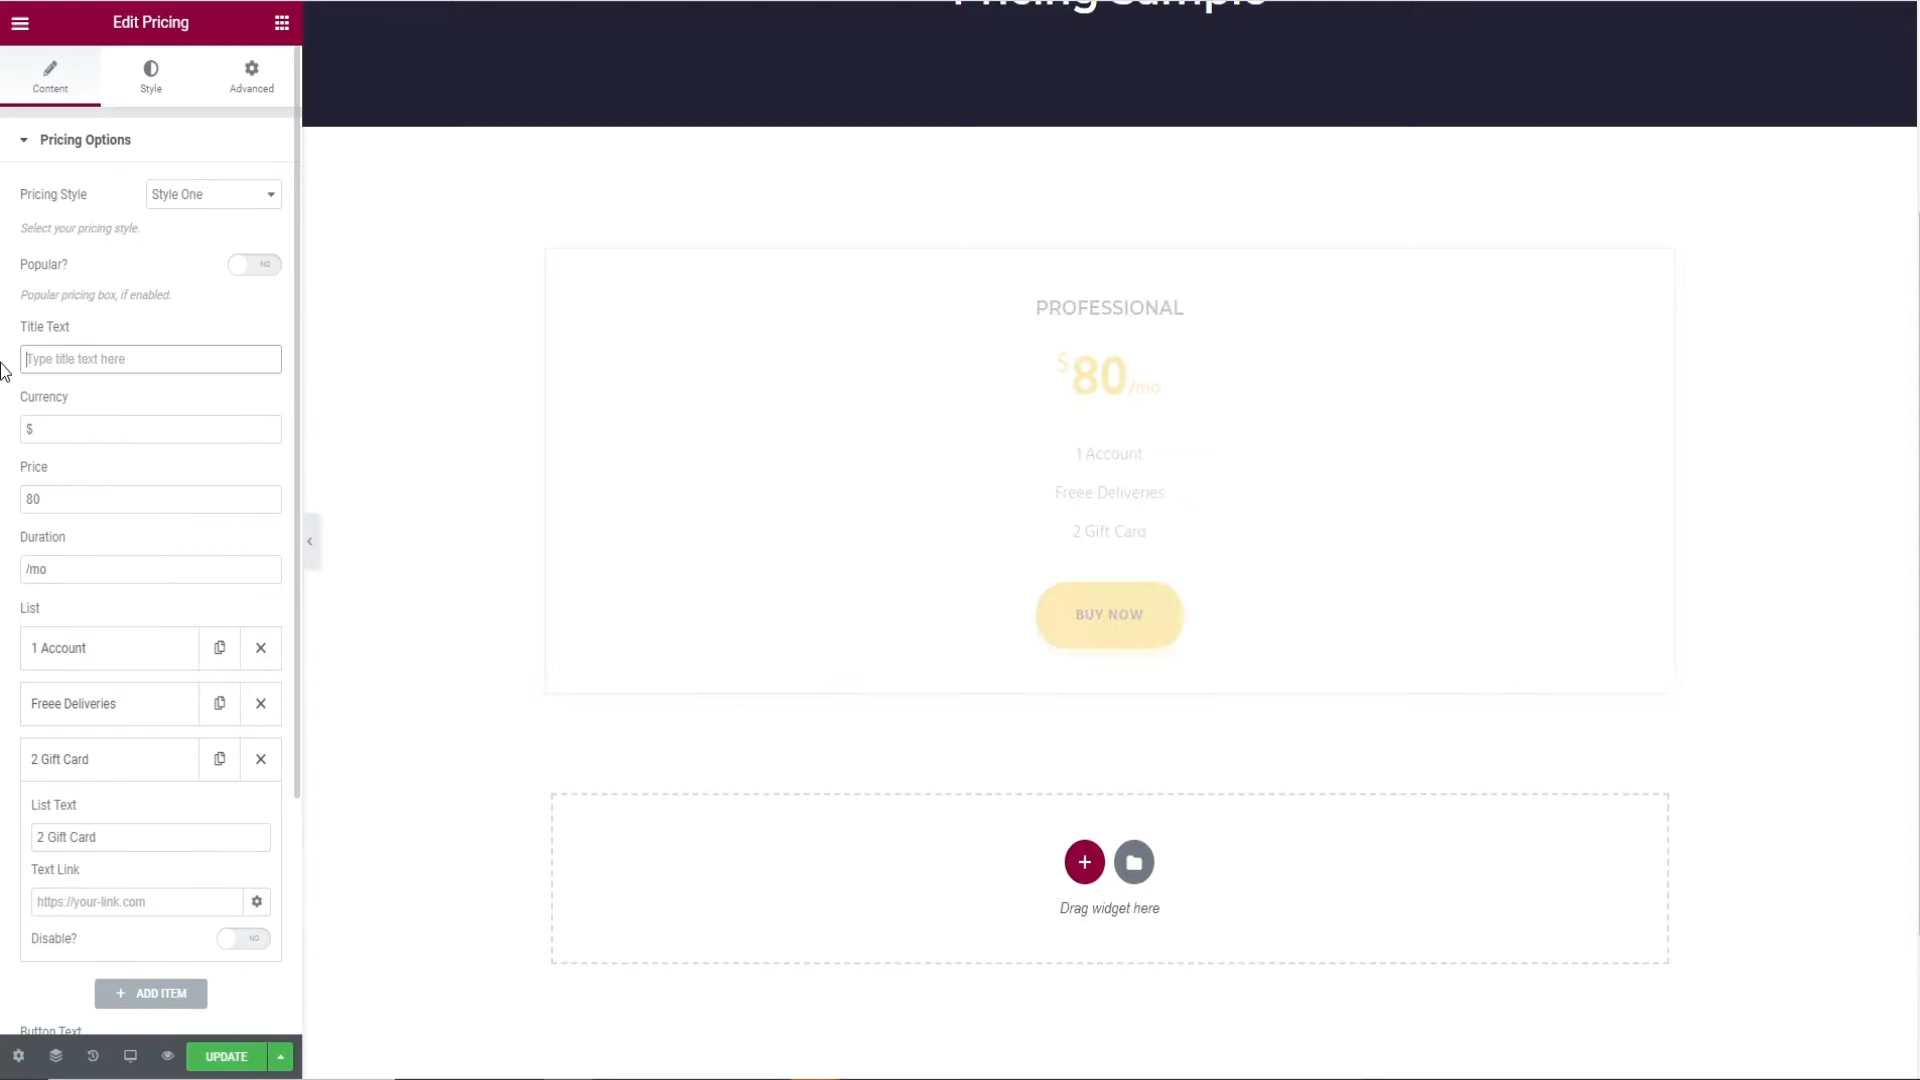 Edit Pricing
Content
Style
Advanced
Pricing Options
Pricing Style
Style One
Select your pricing style.
Popular?
NO
Popular pricing box, if enabled.
Title Text
Type title text here
Currency
$
Price
80
Duration
/mo
List
1 Account
Freee Deliveries
2 Gift Card
List Text
2 Gift Card
Text Link
https://your-link.com
Disable?
NO
+ ADD ITEM
Button Text
UPDATE
Pricing Sample
PROFESSIONAL
$80/mo
1 Account
Freee Deliveries
2 Gift Card
BUY NOW
Drag widget here